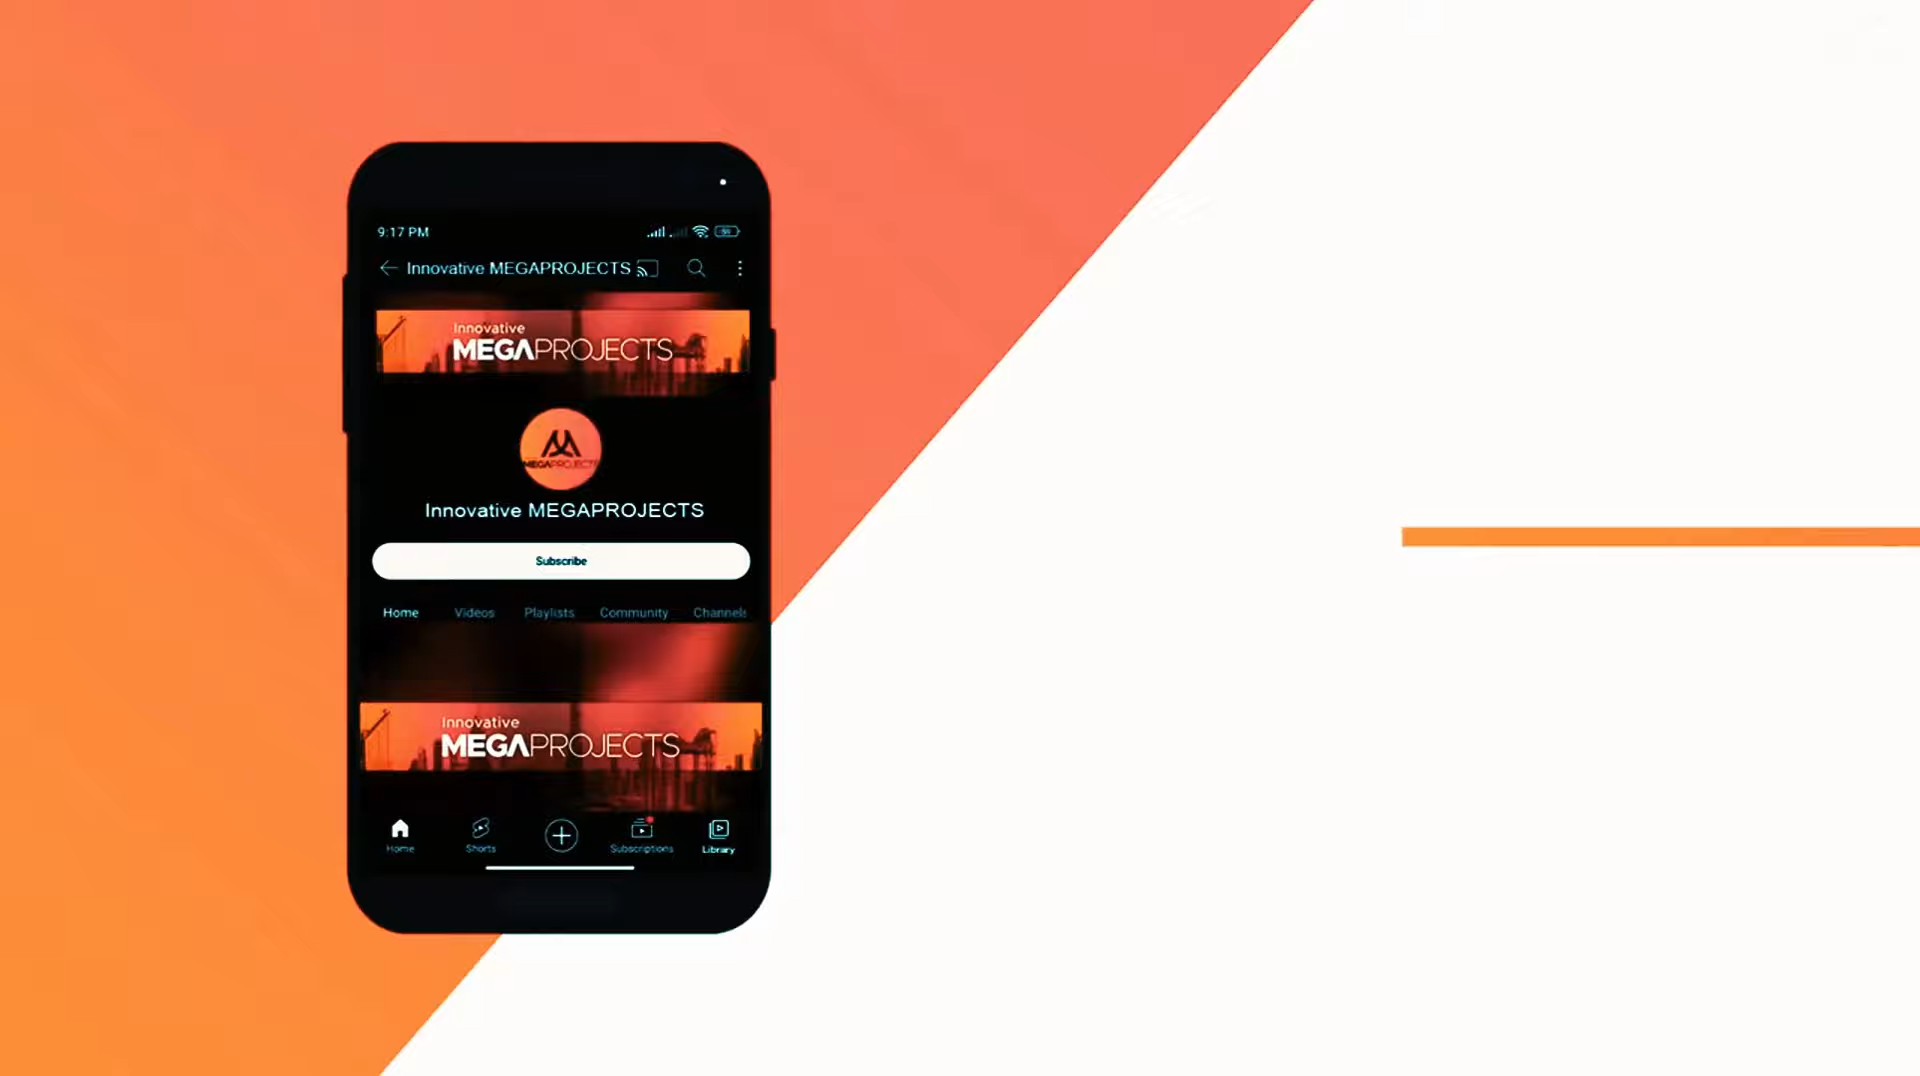 9:17 PM
Innovative MEGAPROJECTS
Innovative
MEGAPROJECTS
MEGAPROJECTS
Innovative MEGAPROJECTS
Subscribe
Home Videos Playlists Community Channels
Innovative
MEGAPROJECTS
Home Shorts Subscriptions Library